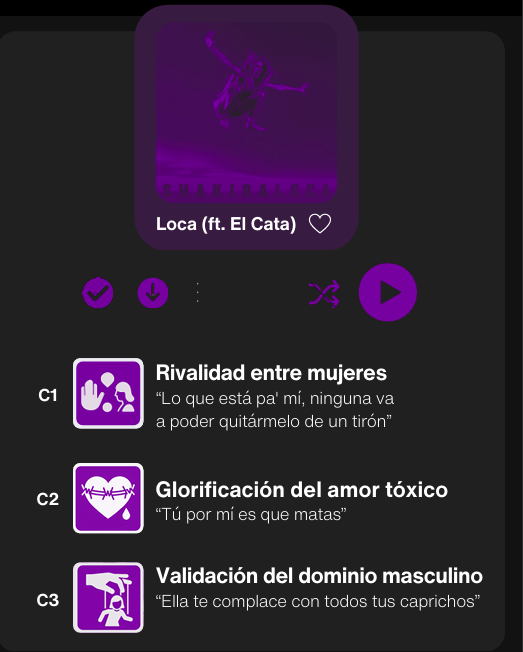 SHAKIRALOCA
Loca (ft. El Cata)
C1
Rivalidad entre mujeres
“Lo que está pa' mí, ninguna va
a poder quitármelo de un tirón”
C2
Glorificación del amor tóxico
“Tú por mí es que matas”
C3
Validación del dominio masculino
“Ella te complace con todos tus caprichos”